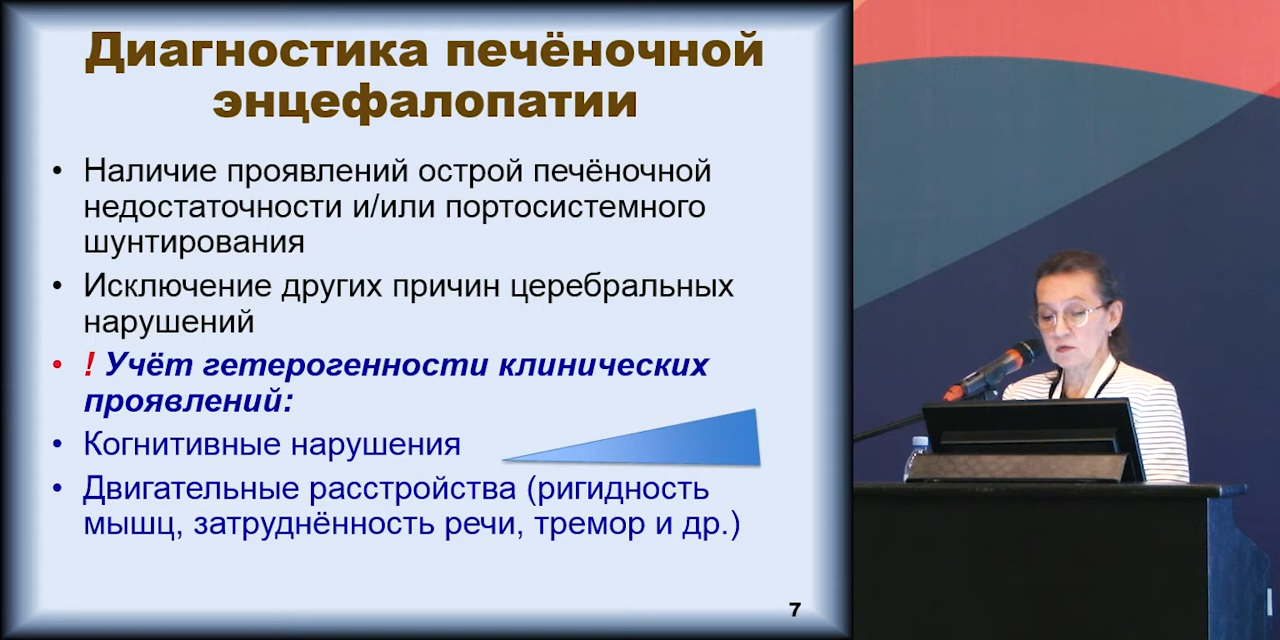 Диагностика печёночной
энцефалопатии
• Наличие проявлений острой печёночной
недостаточности и/или портосистемного
шунтирования
• Исключение других причин церебральных
нарушений
• ! Учёт гетерогенности клинических
проявлений:
• Когнитивные нарушения
• Двигательные расстройства (ригидность
мышц, затруднённость речи, тремор и др.)
7